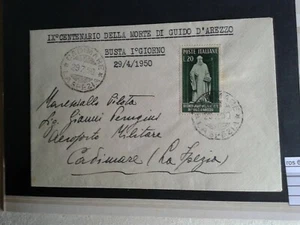 IX°CENTENARIO DELLA MORTE DI GUIDO D'AREZZO
BUSTA 1°GIORNO
29/4/1950
POSTE ITALIANE
L.20
Maresciallo Pilota
Gianni Perugini
Aeroporto Militare
Cadimare (La Spezia)